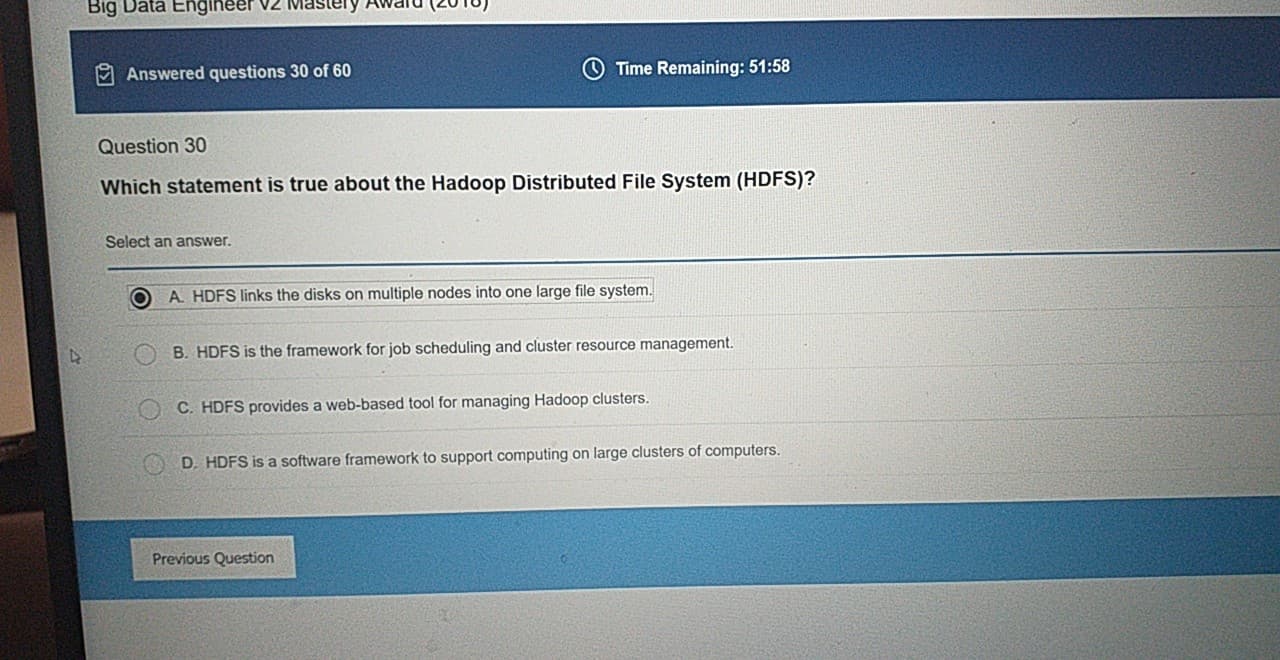 Big Data Engineer v2 Mastery Award (2018)
Answered questions 30 of 60
Time Remaining: 51:58
Question 30
Which statement is true about the Hadoop Distributed File System (HDFS)?
Select an answer.
A. HDFS links the disks on multiple nodes into one large file system.
B. HDFS is the framework for job scheduling and cluster resource management.
C. HDFS provides a web-based tool for managing Hadoop clusters.
D. HDFS is a software framework to support computing on large clusters of computers.
Previous Question